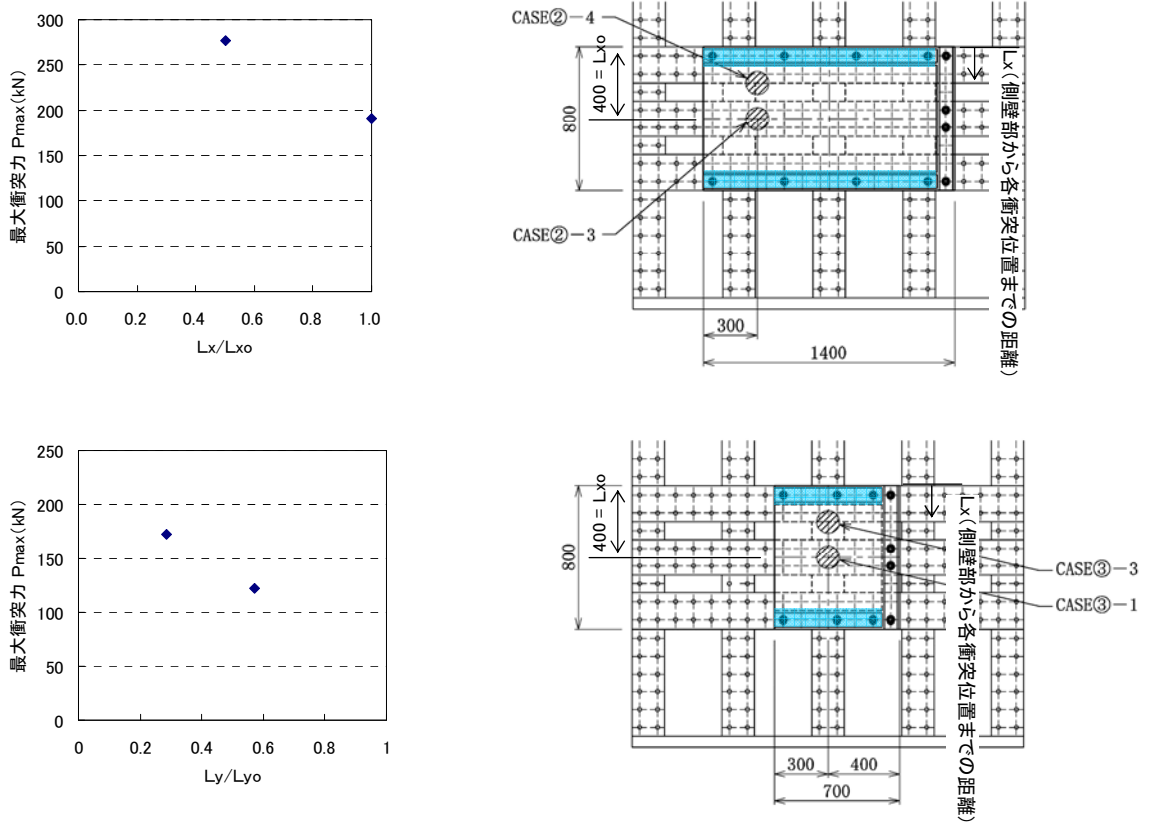 300
250
200
150
100
50
0
最大衝突力 Pmax(kN)
0.0 0.2 0.4 0.6 0.8 1.0
Lx/Lxo
CASE②-4
400 = Lxo
800
CASE②-3
300
1400
Lx(側壁部から各衝突位置までの距離)
250
200
150
100
50
0
最大衝突力 Pmax(kN)
0 0.2 0.4 0.6 0.8 1
Ly/Lyo
400 = Lxo
800
CASE③-3
CASE③-1
300 400
700
Lx(側壁部から各衝突位置までの距離)